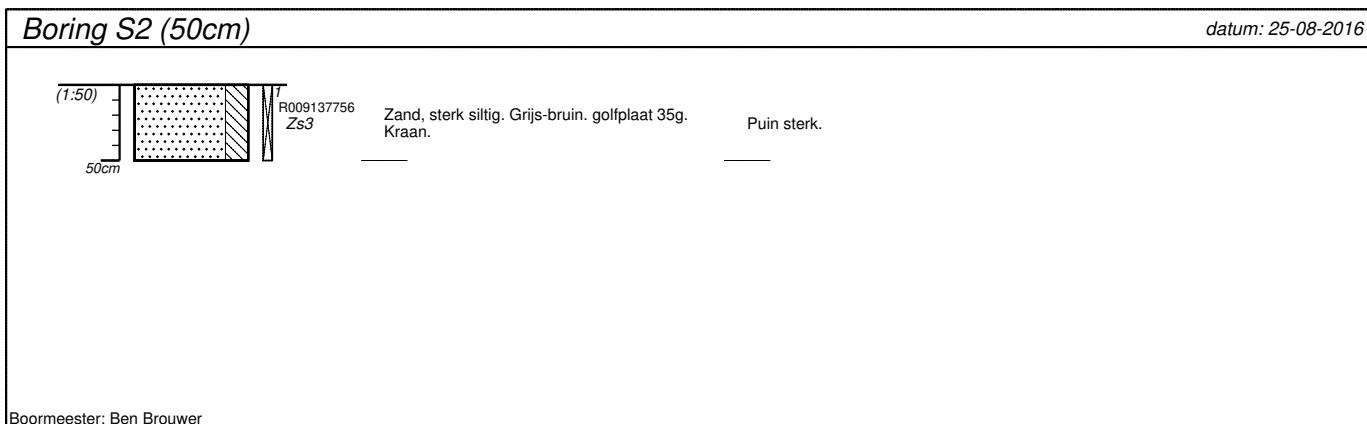 Boring S2 (50cm)
datum: 25-08-2016
(1:50)
1
R009137756
Zs3
Zand, sterk siltig. Grijs-bruin. golfplaat 35g.
Kraan.
Puin sterk.
50cm
Boormeester: Ben Brouwer